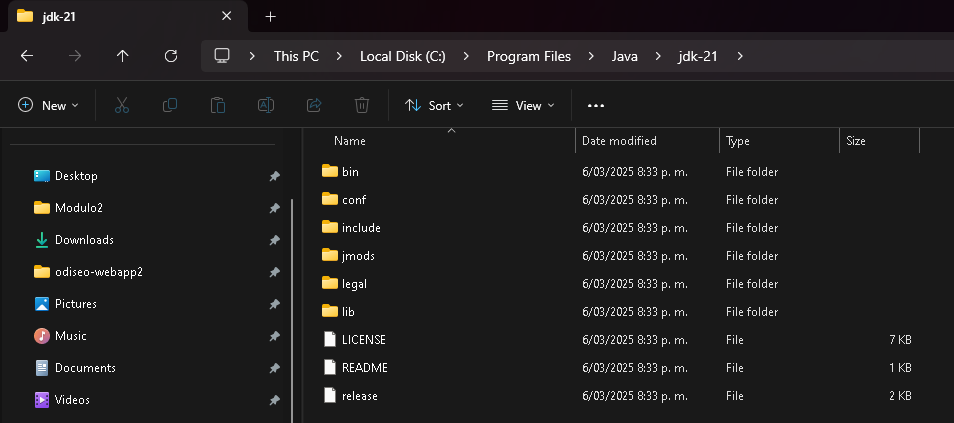 jdk-21
This PC > Local Disk (C:) > Program Files > Java > jdk-21 >
New Sort View
Name Date modified Type Size
Desktop
Modulo2
Downloads
odiseo-webapp2
Pictures
Music
Documents
Videos
bin 6/03/2025 8:33 p. m. File folder
conf 6/03/2025 8:33 p. m. File folder
include 6/03/2025 8:33 p. m. File folder
jmods 6/03/2025 8:33 p. m. File folder
legal 6/03/2025 8:33 p. m. File folder
lib 6/03/2025 8:33 p. m. File folder
LICENSE 6/03/2025 8:33 p. m. File 7 KB
README 6/03/2025 8:33 p. m. File 1 KB
release 6/03/2025 8:33 p. m. File 2 KB